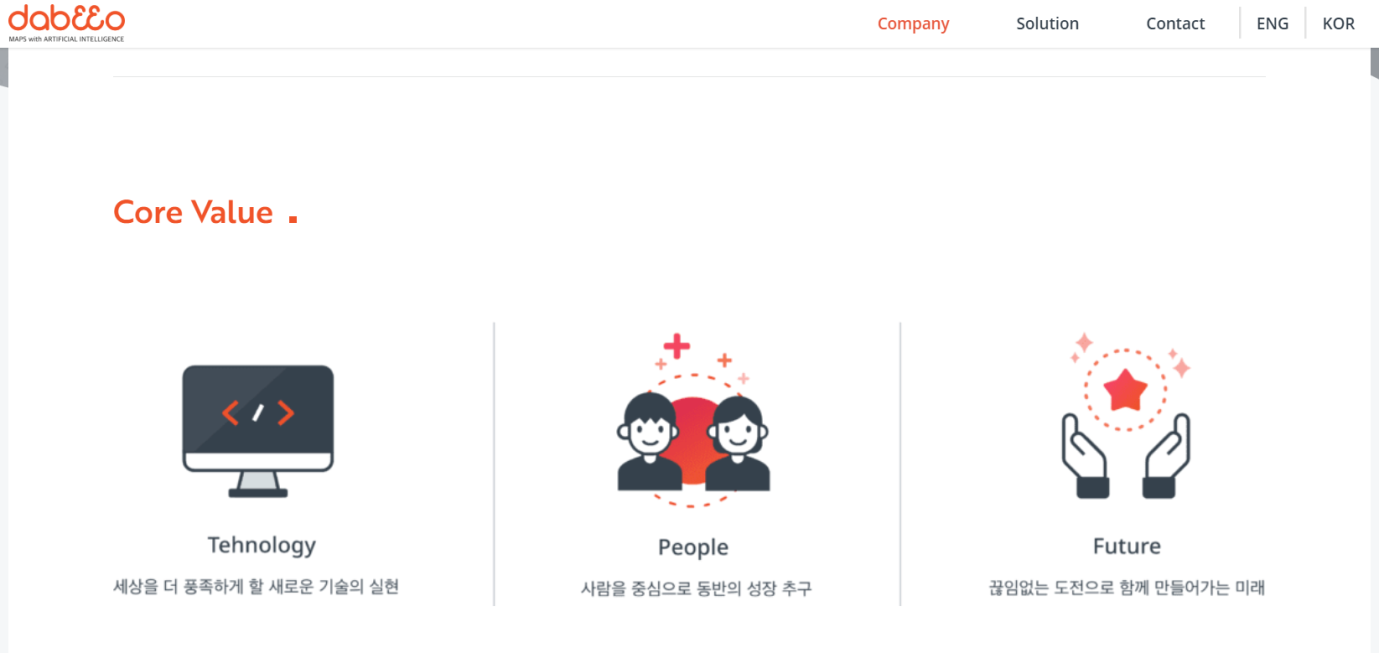 dabeeo
MAPS with ARTIFICIAL INTELLIGENCE
Company Solution Contact ENG KOR
Core Value .
</>
Tehnology
세상을 더 풍족하게 할 새로운 기술의 실현
People
사람을 중심으로 동반의 성장 추구
Future
끊임없는 도전으로 함께 만들어가는 미래